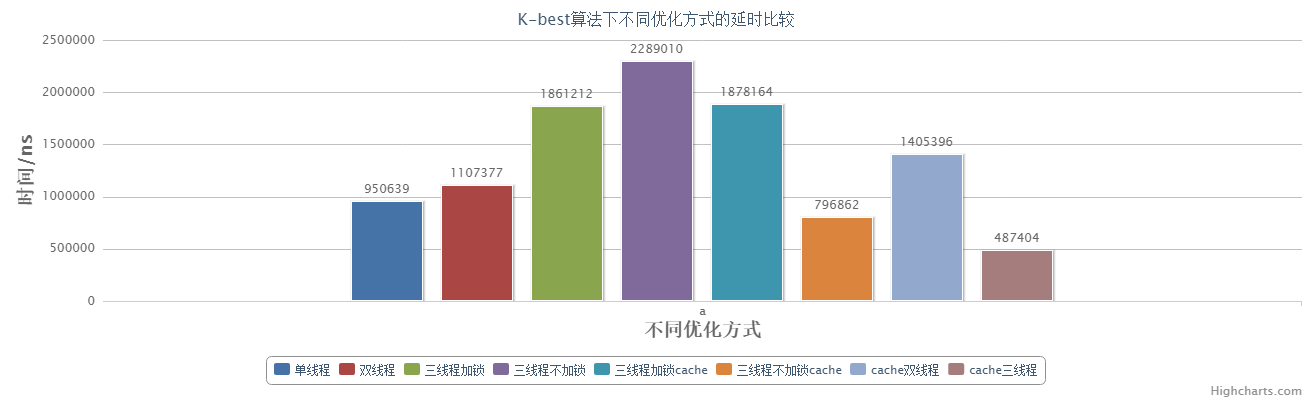 K-best算法下不同优化方式的延时比较
2500000
2000000
1500000
1000000
500000
0
时间/ns
950639
1107377
1861212
2289010
1878164
796862
1405396
487404
a
不同优化方式
单线程 双线程 三线程加锁 三线程不加锁 三线程加锁cache 三线程不加锁cache cache双线程 cache三线程
Highcharts.com